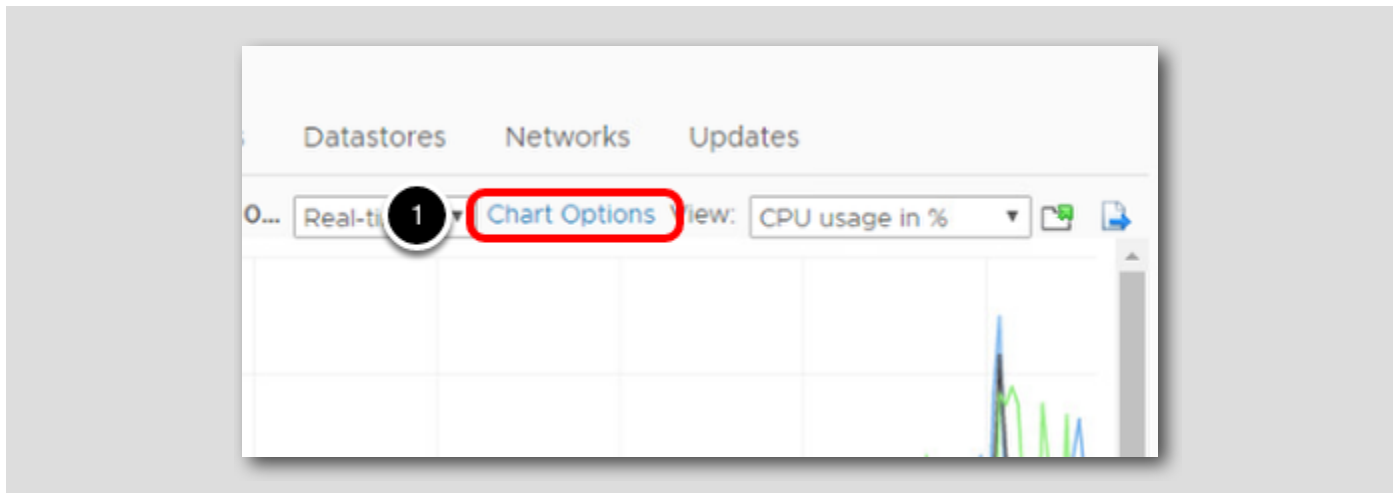 Datastores Networks Updates
o... Real-ti 1 Chart Options View: CPU usage in %